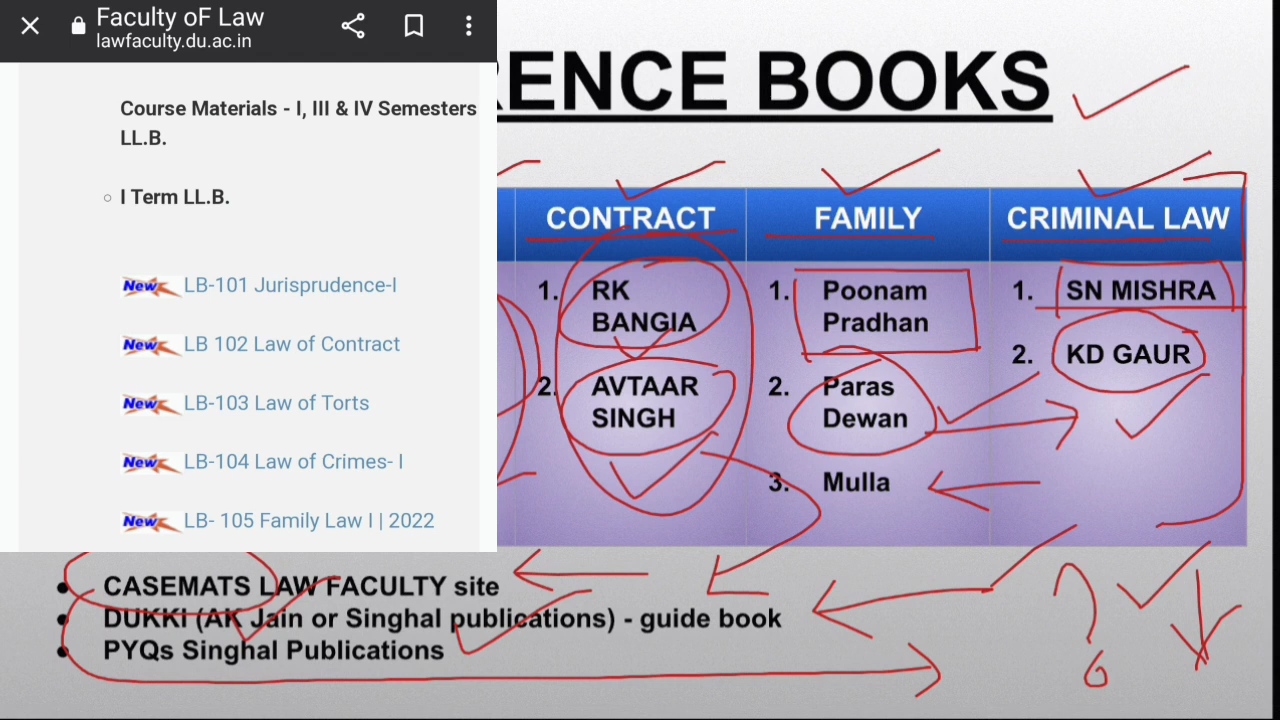 Faculty oF Law
lawfaculty.du.ac.in
Course Materials - I, III & IV Semesters
LL.B.
I Term LL.B.
New LB-101 Jurisprudence-I
New LB 102 Law of Contract
New LB-103 Law of Torts
New LB-104 Law of Crimes- I
New LB- 105 Family Law I | 2022
RENCE BOOKS
CONTRACT
1. RK
BANGIA
2. AVTAAR
SINGH
FAMILY
1. Poonam
Pradhan
2. Paras
Dewan
3. Mulla
CRIMINAL LAW
1. SN MISHRA
2. KD GAUR
• CASEMATS LAW FACULTY site
• DUKKI (AK Jain or Singhal publications) - guide book
• PYQs Singhal Publications